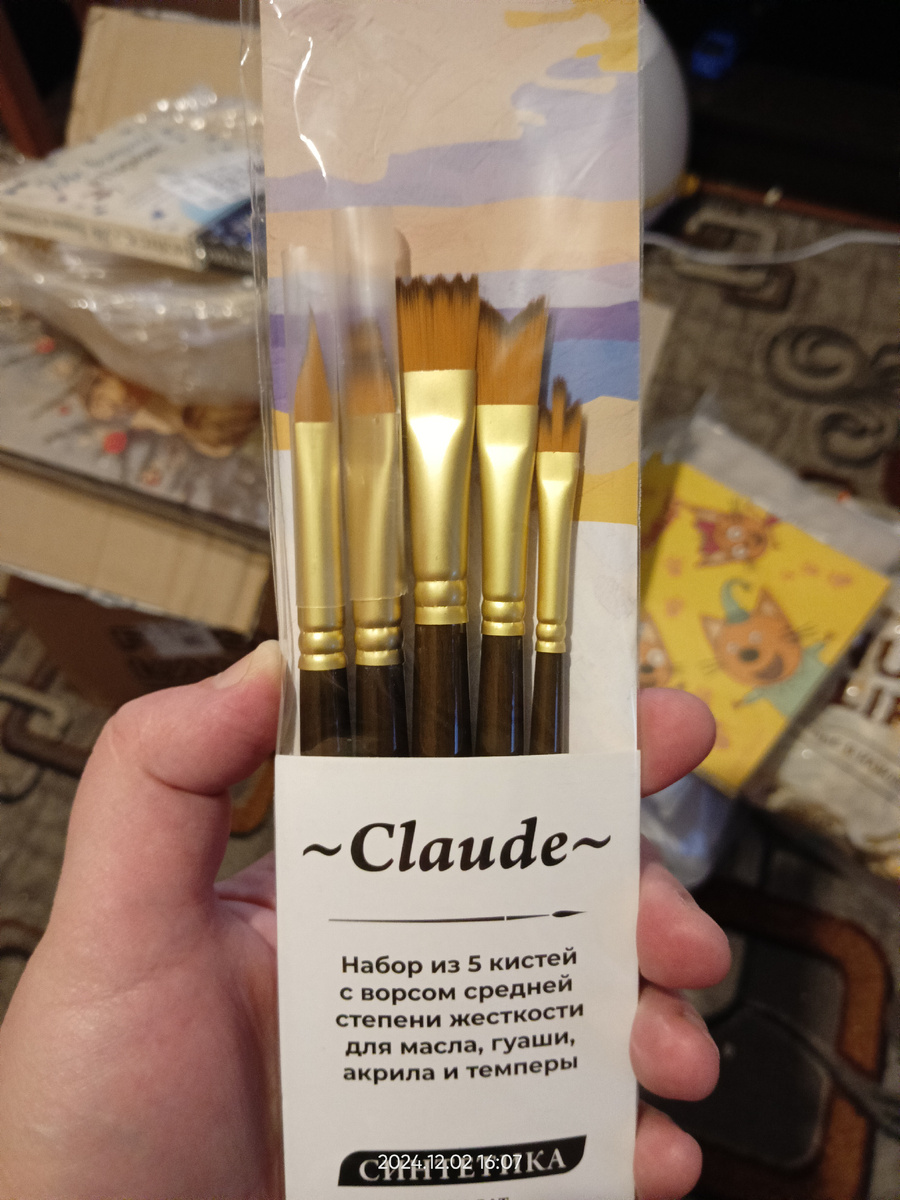 ~Claude~
Набор из 5 кистей
с ворсом средней
степени жесткости
для масла, гуаши,
акрила и темперы
СИНТЕТИКА
2024.12.02 16:07